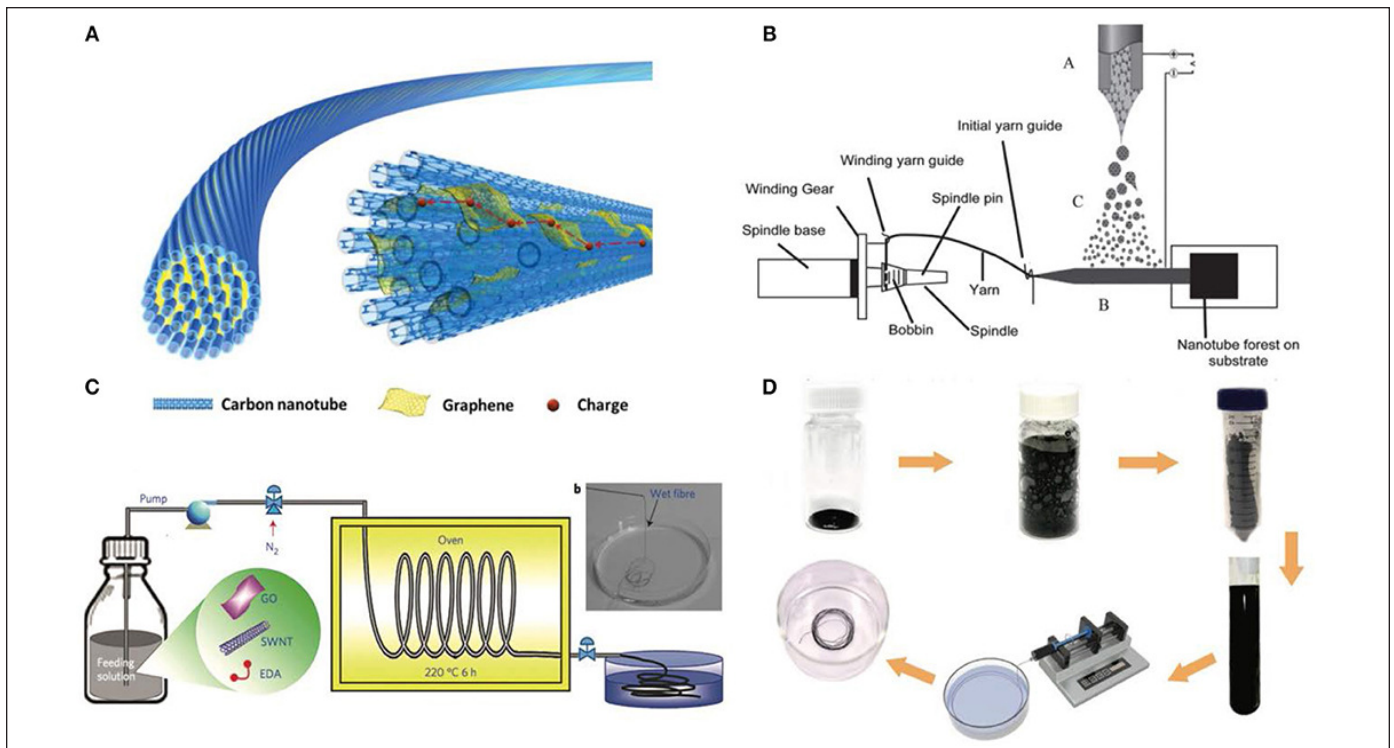 A
Carbon nanotube
Graphene
Charge
B
A
Initial yarn guide
Winding yarn guide
Winding Gear
Spindle pin
Spindle base
C
Yarn
B
Bobbin
Spindle
Nanotube forest on
substrate
C
Pump
N2
Oven
b
Wet fibre
GO
SWNT
EDA
Feeding
solution
220 ºC 6 h
D